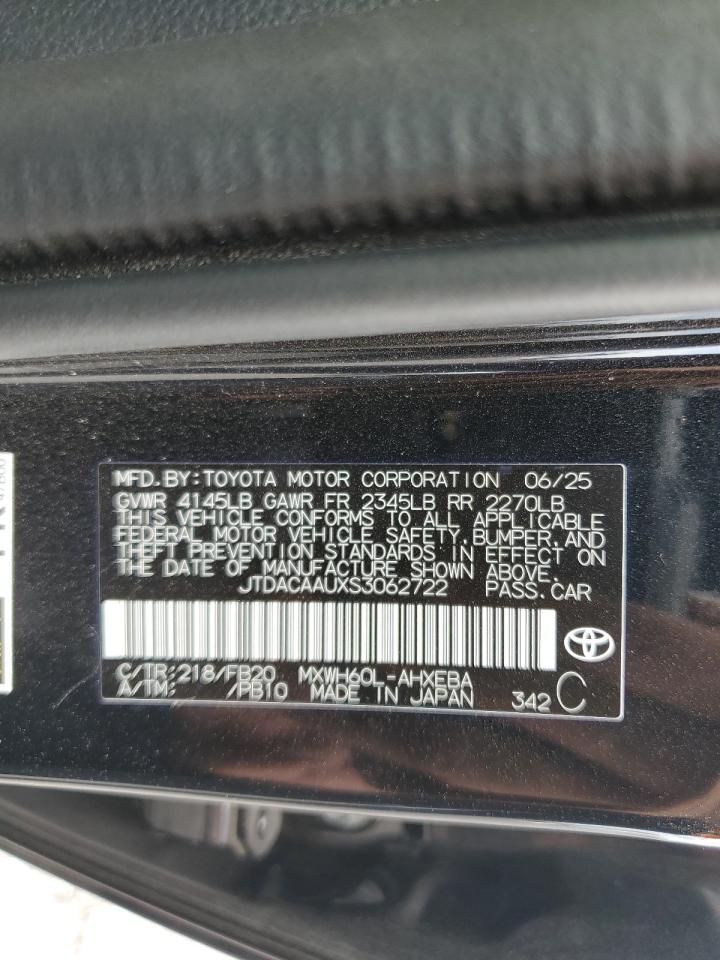 MFD.BY:TOYOTA MOTOR CORPORATION 06/25
GVWR 4145LB GAWR FR 2345LB RR 2270LB
THIS VEHICLE CONFORMS TO ALL APPLICABLE
FEDERAL MOTOR VEHICLE SAFETY,BUMPER,AND
THEFT PREVENTION STANDARDS IN EFFECT ON
THE DATE OF MANUFACTURE SHOWN ABOVE.
JTDACAAUXS3062722 PASS.CAR
C/TR:218/FB20 MXWH60L-AHXEBA
A/TM: /PB10 MADE IN JAPAN 342 C